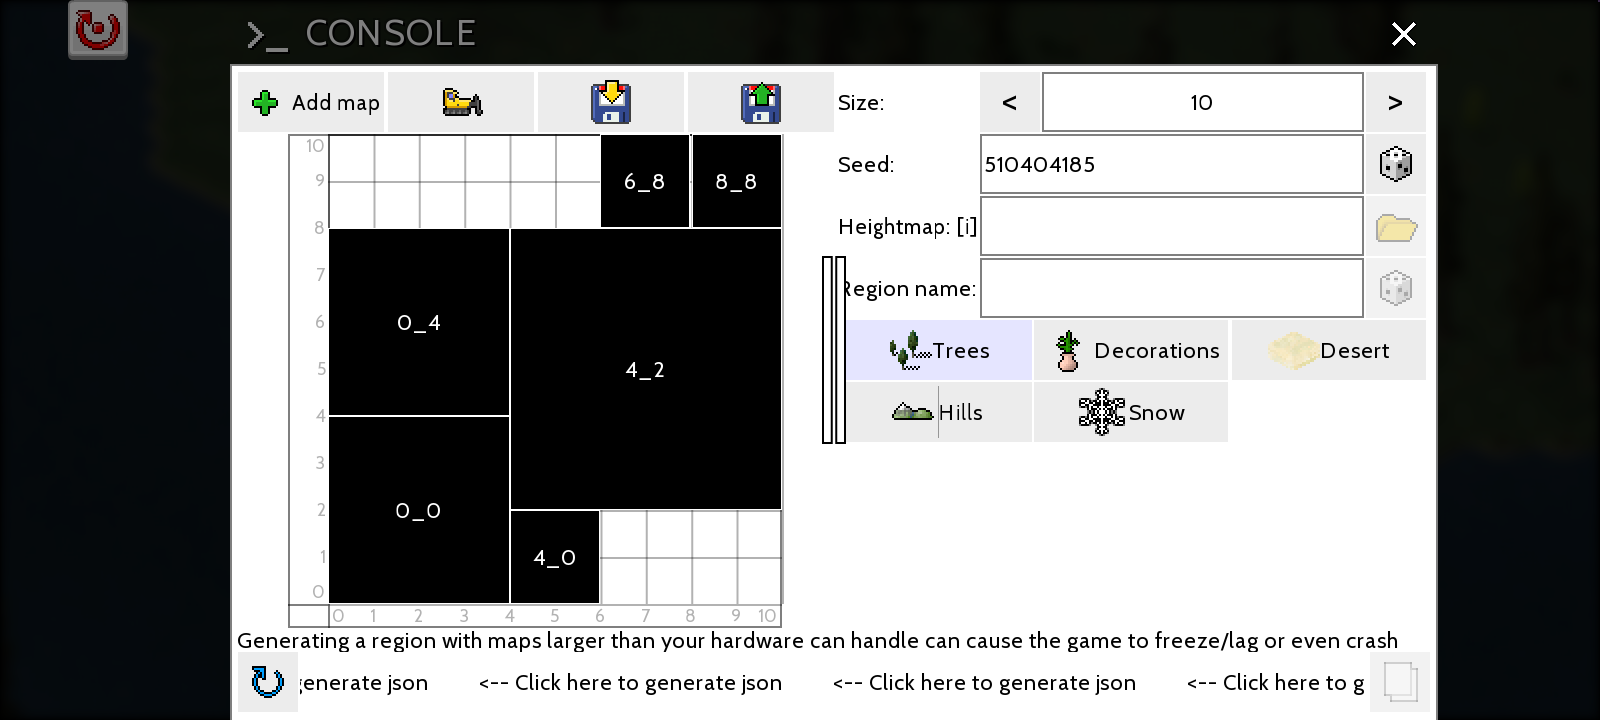 >_ CONSOLE
Add map
Size:
<
10
>
Seed:
510404185
Heightmap: [i]
Region name:
Trees
Decorations
Desert
Hills
Snow
10
9
8
7
6
5
4
3
2
1
0
6_8
8_8
0_4
4_2
0_0
4_0
0 1 2 3 4 5 6 7 8 9 10
Generating a region with maps larger than your hardware can handle can cause the game to freeze/lag or even crash
generate json <-- Click here to generate json <-- Click here to generate json <-- Click here to g